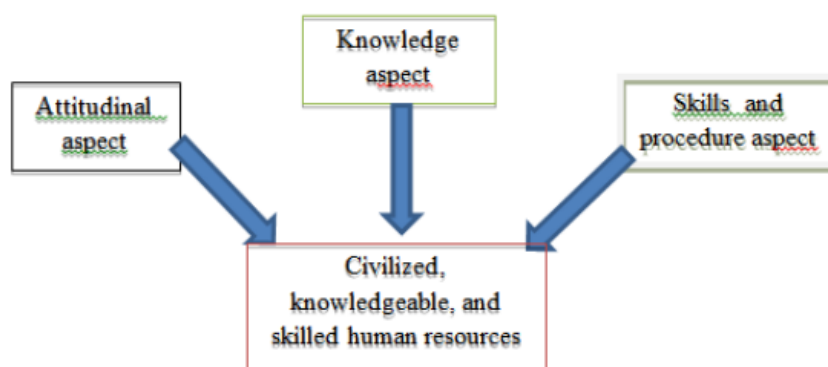 Knowledge
aspect
Attitudinal
aspect
Skills and
procedure aspect
Civilized,
knowledgeable, and
skilled human resources